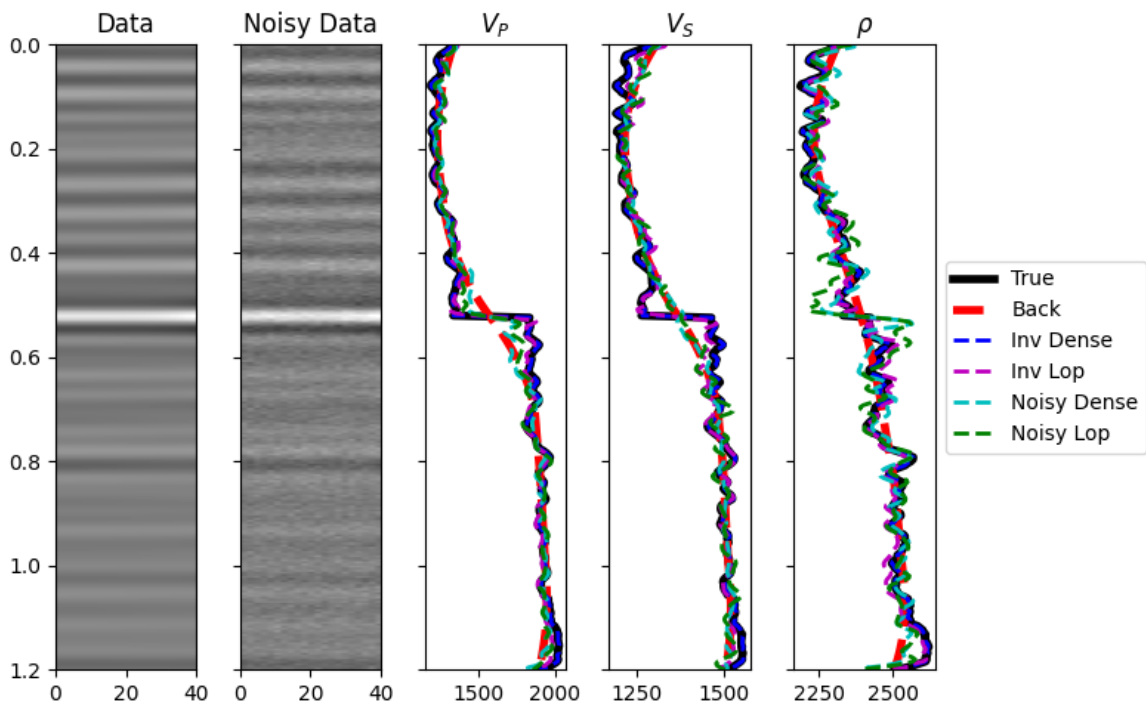 Data
Noisy Data
V_P
V_S
ρ
0.0
0.2
0.4
0.6
0.8
1.0
1.2
0 20 40
0 20 40
1500 2000
1250 1500
2250 2500
True
Back
Inv Dense
Inv Lop
Noisy Dense
Noisy Lop